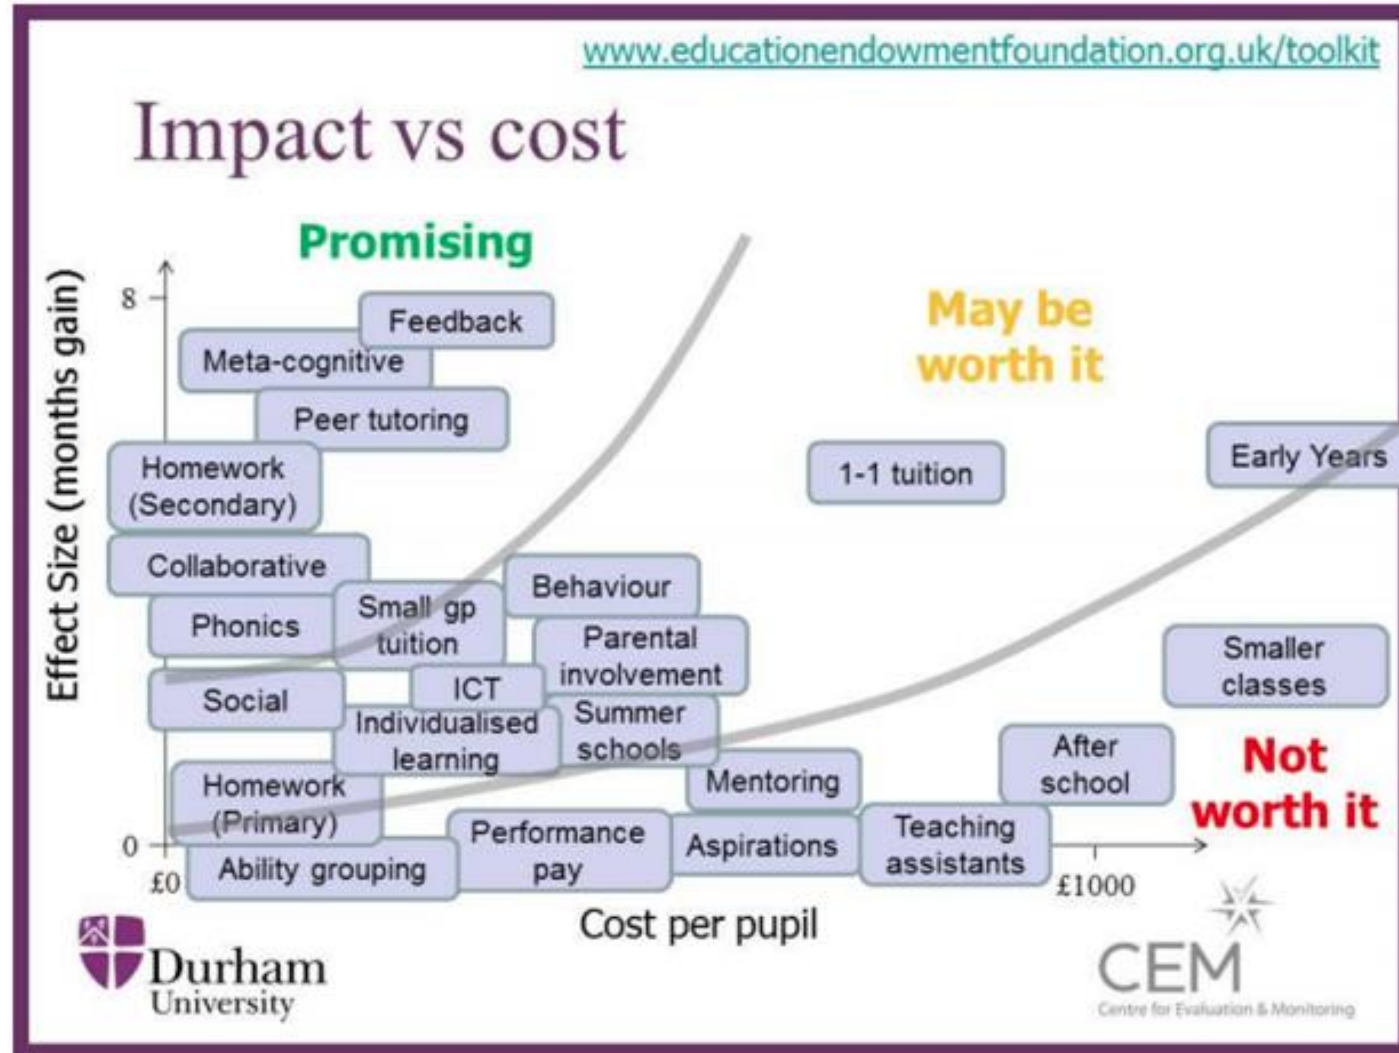 www.educationendowmentfoundation.org.uk/toolkit
Impact vs cost
Promising
May be
worth it
Not
worth it
Effect Size (months gain)
8
0
Feedback
Meta-cognitive
Peer tutoring
Homework
(Secondary)
1-1 tuition
Early Years
Collaborative
Behaviour
Small gp
tuition
Phonics
Parental
involvement
Smaller
classes
ICT
Social
Individualised
learning
Summer
schools
After
school
Mentoring
Homework
(Primary)
Performance
pay
Aspirations
Teaching
assistants
Ability grouping
£0
£1000
Cost per pupil
Durham
University
CEM
Centre for Evaluation & Monitoring